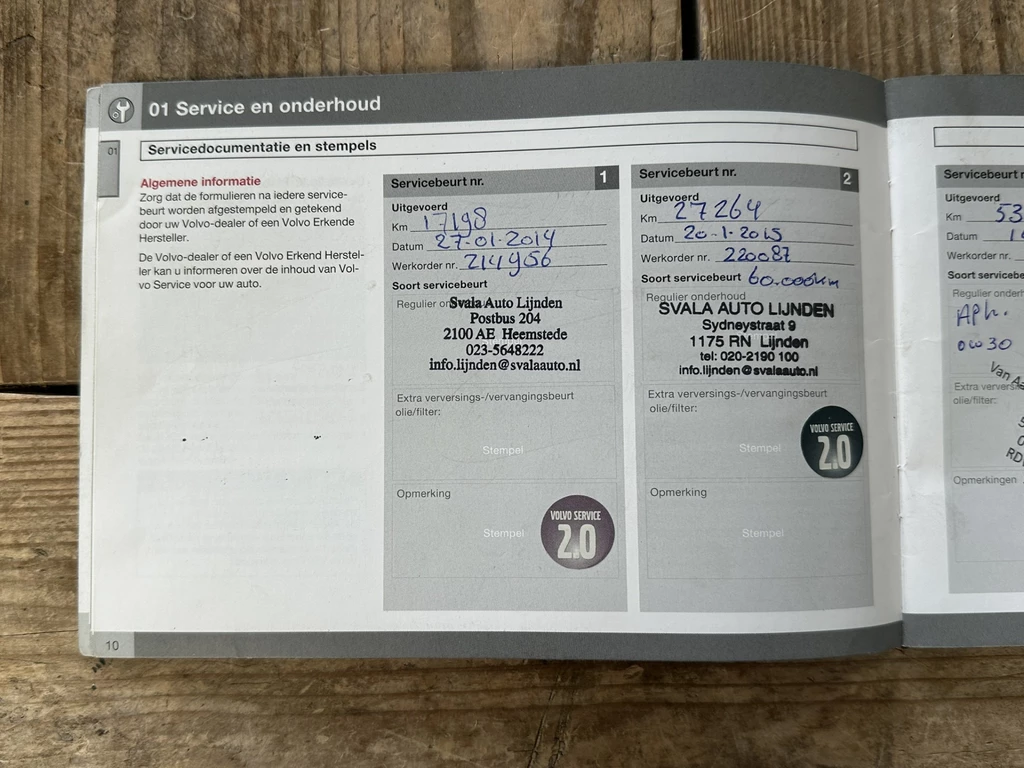 01 Service en onderhoud
01
Servicedocumentatie en stempels
Algemene informatie
Zorg dat de formulieren na iedere service-
beurt worden afgestempeld en getekend
door uw Volvo-dealer of een Volvo Erkende
Hersteller.
De Volvo-dealer of een Volvo Erkend Herstel-
ler kan u informeren over de inhoud van Vol-
vo Service voor uw auto.
Servicebeurt nr. 1
Uitgevoerd
Km 17198
Datum 27-01-2014
Werkorder nr. 214956
Soort servicebeurt
Regulier
Svala Auto Lijnden
Postbus 204
2100 AE Heemstede
023-5648222
info.lijnden@svalaauto.nl
Extra verversings-/vervangingsbeurt
olie/filter:
Stempel
Opmerking
Stempel
VOLVO SERVICE
2.0
Servicebeurt nr. 2
Uitgevoerd
Km 27264
Datum 20-1-2015
Werkorder nr. 220087
Soort servicebeurt 60.000km
Regulier onderhoud
SVALA AUTO LIJNDEN
Sydneystraat 9
1175 RN Lijnden
tel: 020-2190 100
info.lijnden@svalaauto.nl
Extra verversings-/vervangingsbeurt
olie/filter:
Stempel
VOLVO SERVICE
2.0
Opmerking
Stempel
10
Servicebeurt
Uitgevoerd
Km 53
Datum
Werkorder nr.
Soort service
Regulier
APK.
Van
Extra
olie/filter:
Opmerkingen